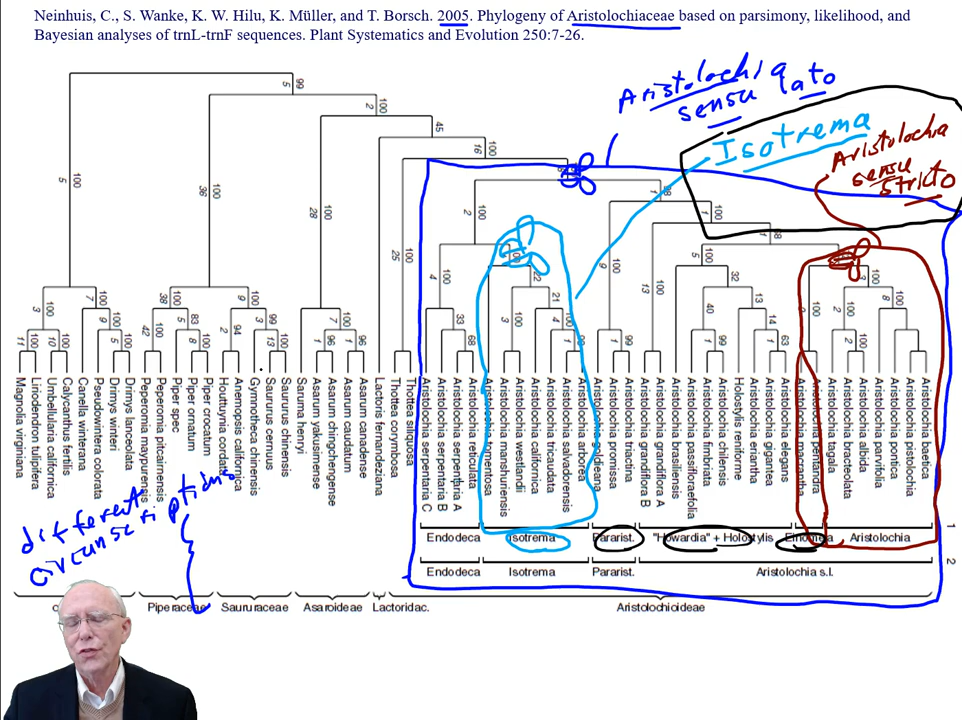 Neinhuis, C., S. Wanke, K. W. Hilu, K. Müller, and T. Borsch. 2005. Phylogeny of Aristolochiaceae based on parsimony, likelihood, and
Bayesian analyses of trnL-trnF sequences. Plant Systematics and Evolution 250:7-26.
Aristolochia
sensu lato
Isotrema
Aristolochia
sensu
stricto
different
circumscriptions
Magnolia virginiana
Liriodendron tulipifera
Umbellularia californica
Calycanthus fertilis
Canella winterana
Pseudowintera colorata
Drimys winteri
Drimys lanceolata
Peperomia maypurensis
Peperomia pitcairnensis
Piper spec
Piper ornatum
Piper crocatum
Houttuynia cordata
Anemopsis californica
Gymnotheca chinensis
Saururus cernuus
Saururus chinensis
Saruma henryi
Asarum yakusimense
Asarum chingchengense
Asarum caudatum
Asarum canadense
Lactoris fernandeziana
Thottea corymbosa
Thottea siliquosa
Aristolochia serpentaria C
Aristolochia serpentaria B
Aristolochia serpentaria A
Aristolochia reticulata
Aristolochia manshuriensis
Aristolochia westlandii
Aristolochia californica
Aristolochia tricaudata
Aristolochia salvadorensis
Aristolochia arborea
Aristolochia promissa
Aristolochia triactina
Aristolochia grandiflora B
Aristolochia grandiflora A
Aristolochia brasiliensis
Aristolochia passifloraefolia
Aristolochia fimbriata
Aristolochia chilensis
Holostylis reniforme
Aristolochia eriantha
Aristolochia gigantea
Aristolochia elegans
Aristolochia pentandra
Aristolochia tagala
Aristolochia bracteolata
Aristolochia albida
Aristolochia parvifolia
Aristolochia pontica
Aristolochia pistolochia
Aristolochia baetica
Endodeca Isotrema Pararist. "Howardia" + Holostylis Aristolochia 1
Endodeca Isotrema Pararist. Aristolochia s.l. 2
Piperaceae Saururaceae Asaroideae Lactoridac. Aristolochioideae